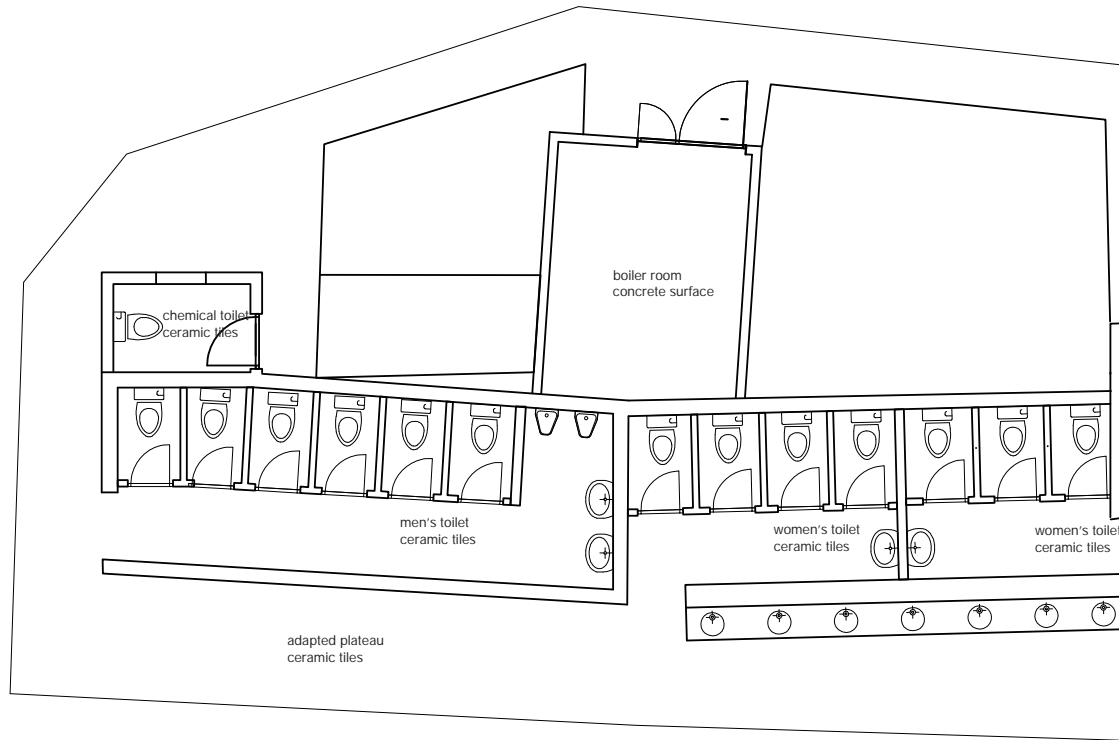 boiler room
concrete surface
chemical toilet
ceramic tiles
men's toilet
ceramic tiles
women's toilet
ceramic tiles
women's toilet
ceramic tiles
adapted plateau
ceramic tiles